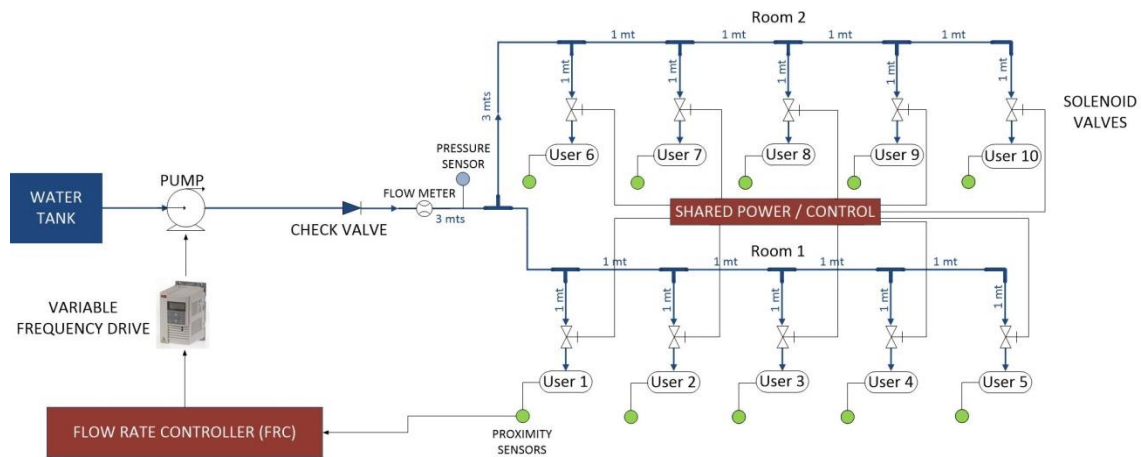 Room 2
1 mt
1 mt
1 mt
1 mt
1 mt
1 mt
1 mt
1 mt
1 mt
3 mts
SOLENOID
VALVES
User 6
User 7
User 8
User 9
User 10
PRESSURE
SENSOR
PUMP
FLOW METER
WATER
TANK
3 mts
CHECK VALVE
SHARED POWER / CONTROL
Room 1
1 mt
1 mt
1 mt
1 mt
1 mt
1 mt
1 mt
1 mt
1 mt
VARIABLE
FREQUENCY DRIVE
User 1
User 2
User 3
User 4
User 5
FLOW RATE CONTROLLER (FRC)
PROXIMITY
SENSORS